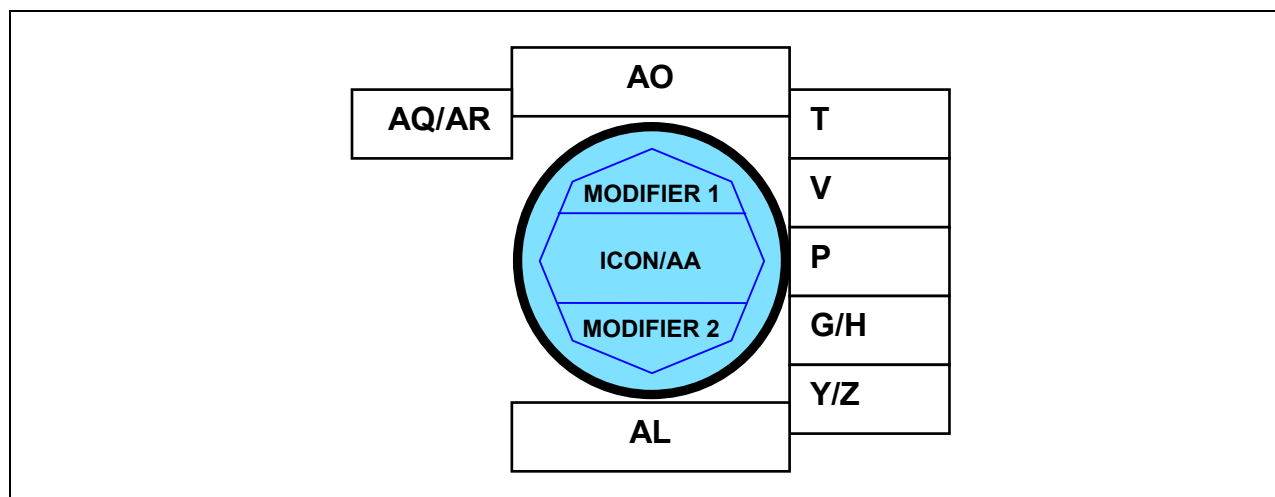 AO
AQ/AR
T
MODIFIER 1
V
ICON/AA
P
MODIFIER 2
G/H
Y/Z
AL